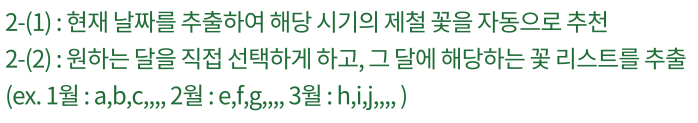 2-(1) : 현재 날짜를 추출하여 해당 시기의 제철 꽃을 자동으로 추천
2-(2) : 원하는 달을 직접 선택하게 하고, 그 달에 해당하는 꽃 리스트를 추출
(ex. 1월 : a,b,c,,,, 2월 : e,f,g,,,, 3월 : h,i,j,,,, )